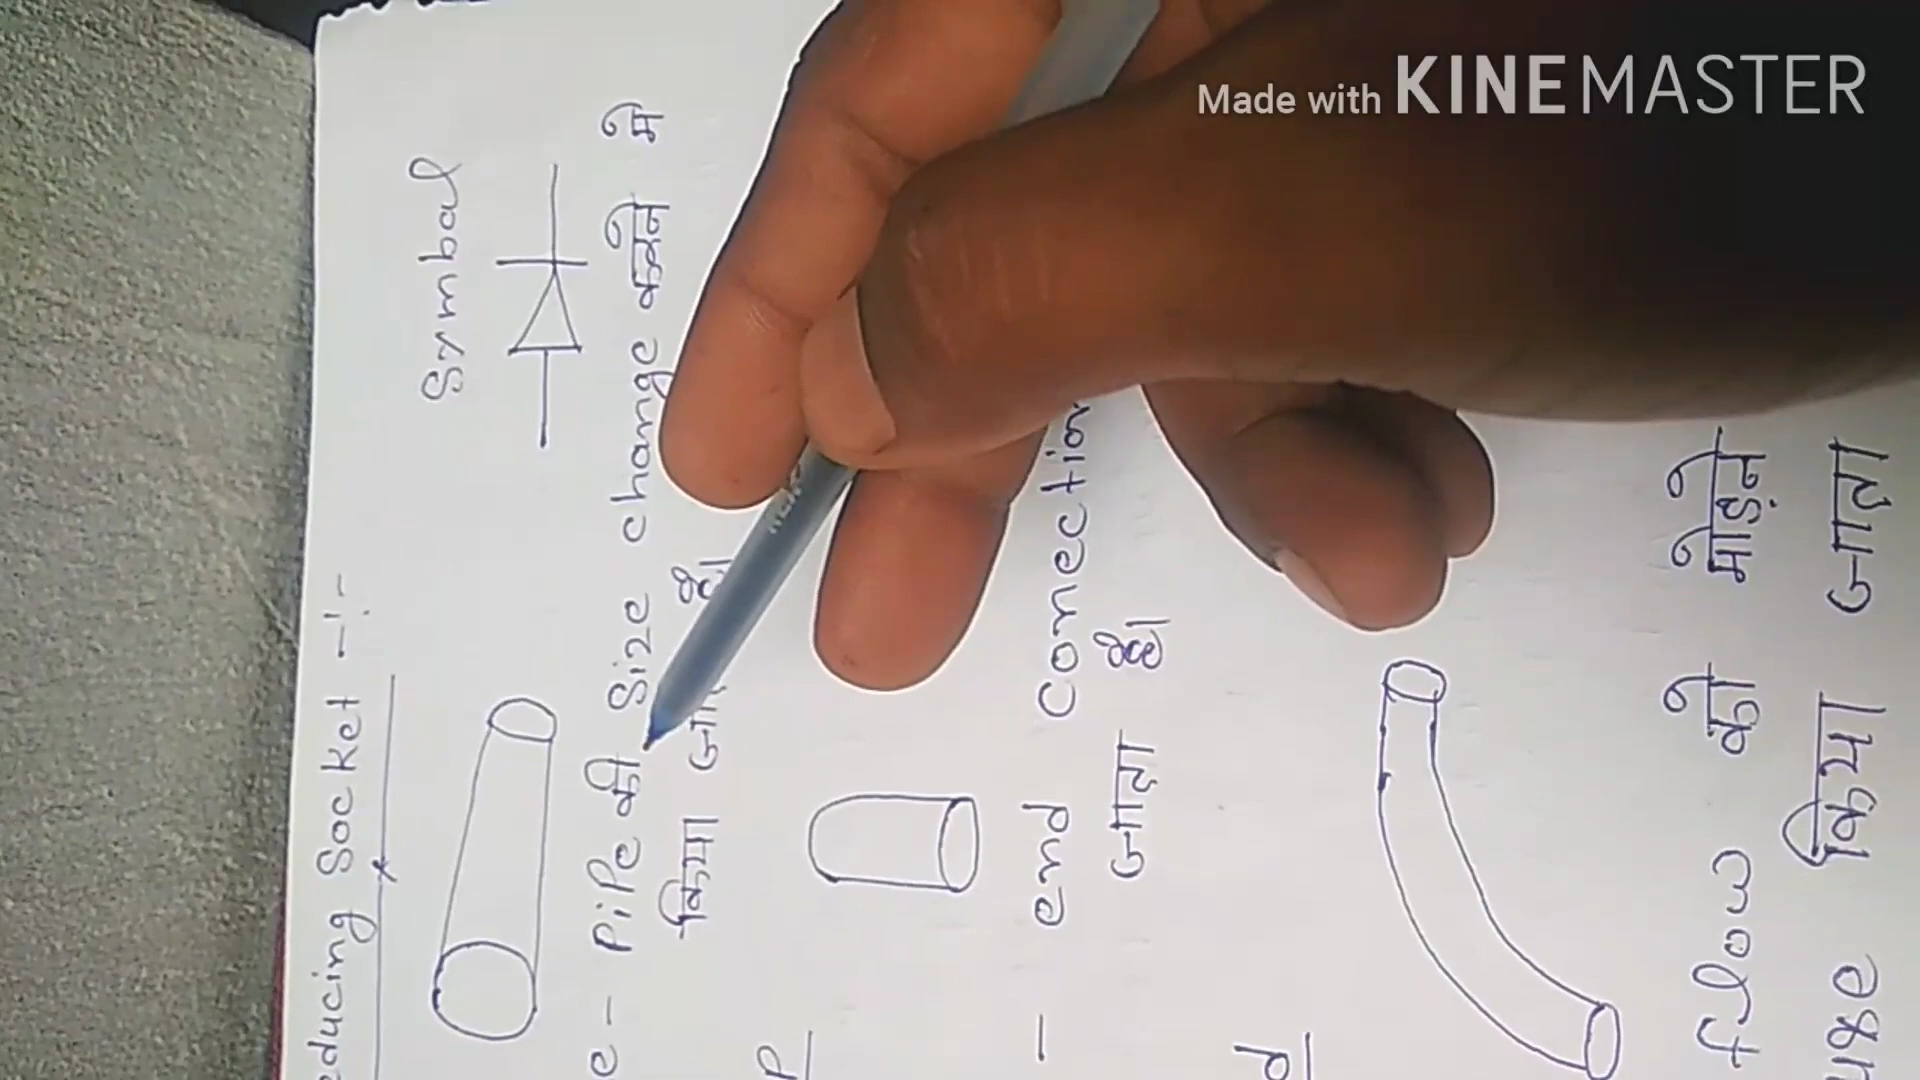 Made with KINEMASTER
educing Socket -:-
Symbol
e - Pipe की Size change करने मे
किया है।
P
- end Connection
जाता है।
d
flow को मोड़ने
use किया जाता